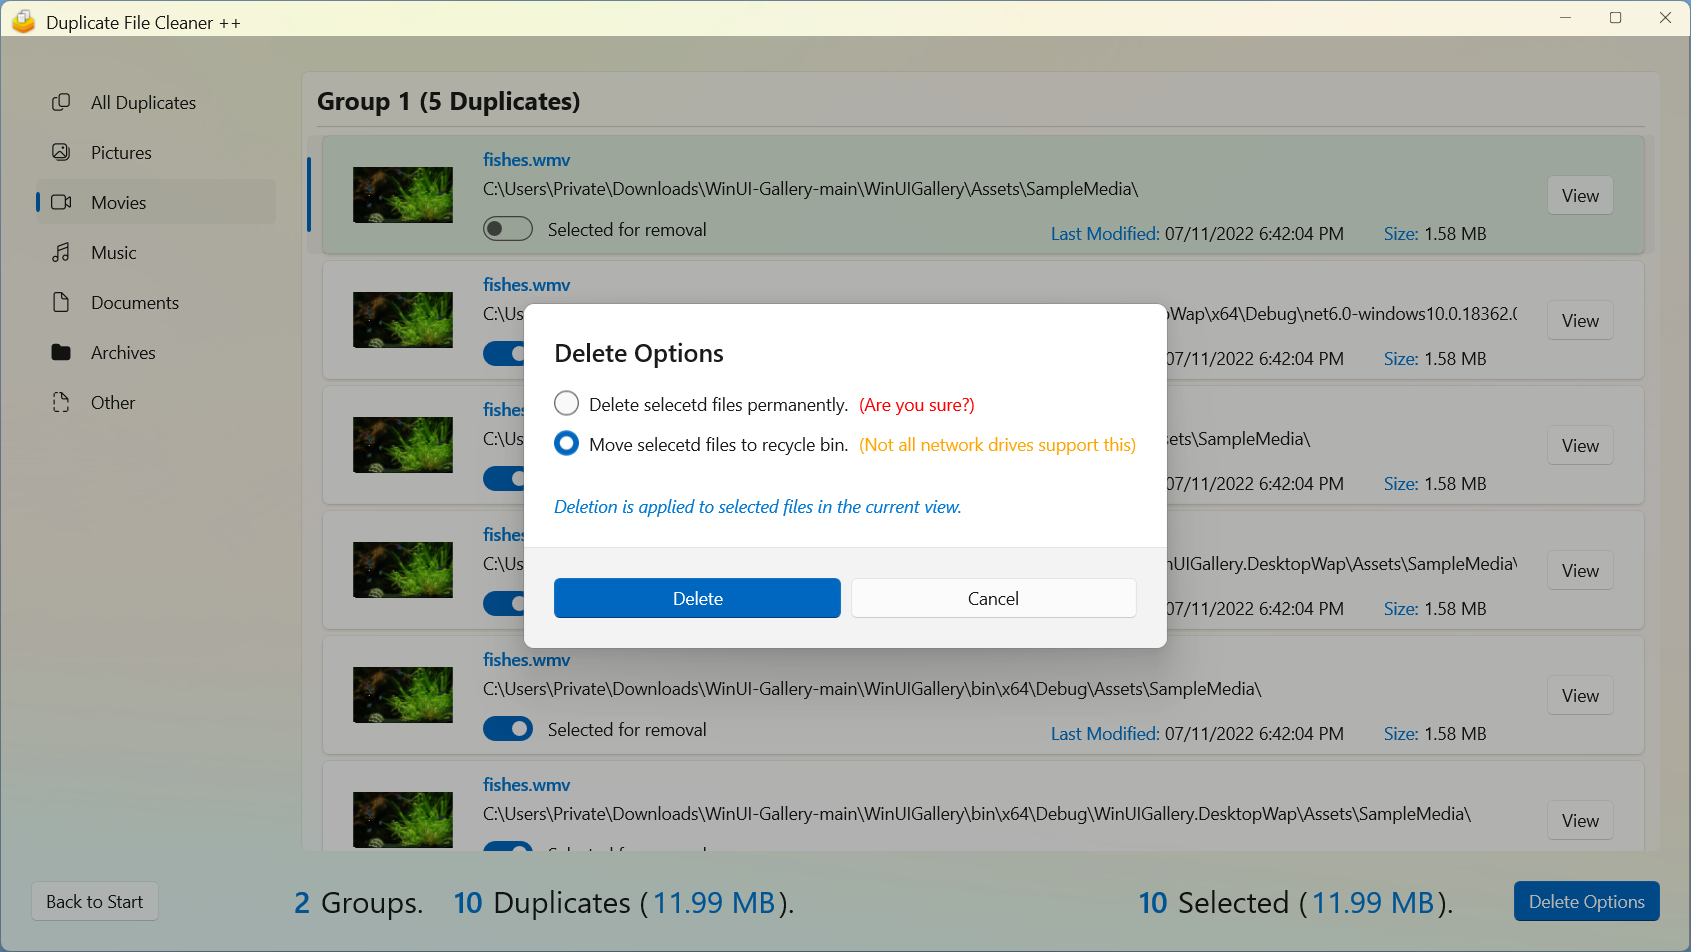 Duplicate File Cleaner ++
All Duplicates
Pictures
Movies
Music
Documents
Archives
Other
Group 1 (5 Duplicates)
fishes.wmv
C:\Users\Private\Downloads\WinUI-Gallery-main\WinUIGallery\Assets\SampleMedia\
Selected for removal
Last Modified: 07/11/2022 6:42:04 PM Size: 1.58 MB
View
fishes.wmv
C:\Us
Wap\x64\Debug\net6.0-windows10.0.18362.0
07/11/2022 6:42:04 PM Size: 1.58 MB
View
fishe
C:\Us
ets\SampleMedia\
07/11/2022 6:42:04 PM Size: 1.58 MB
View
fishe
C:\Us
UIGallery.DesktopWap\Assets\SampleMedia\
07/11/2022 6:42:04 PM Size: 1.58 MB
View
fishes.wmv
C:\Users\Private\Downloads\WinUI-Gallery-main\WinUIGallery\bin\x64\Debug\Assets\SampleMedia\
Selected for removal
Last Modified: 07/11/2022 6:42:04 PM Size: 1.58 MB
View
fishes.wmv
C:\Users\Private\Downloads\WinUI-Gallery-main\WinUIGallery\bin\x64\Debug\WinUIGallery.DesktopWap\Assets\SampleMedia\
View
Delete Options
Delete selecetd files permanently. (Are you sure?)
Move selecetd files to recycle bin. (Not all network drives support this)
Deletion is applied to selected files in the current view.
Delete
Cancel
Back to Start
2 Groups. 10 Duplicates (11.99 MB).
10 Selected (11.99 MB).
Delete Options